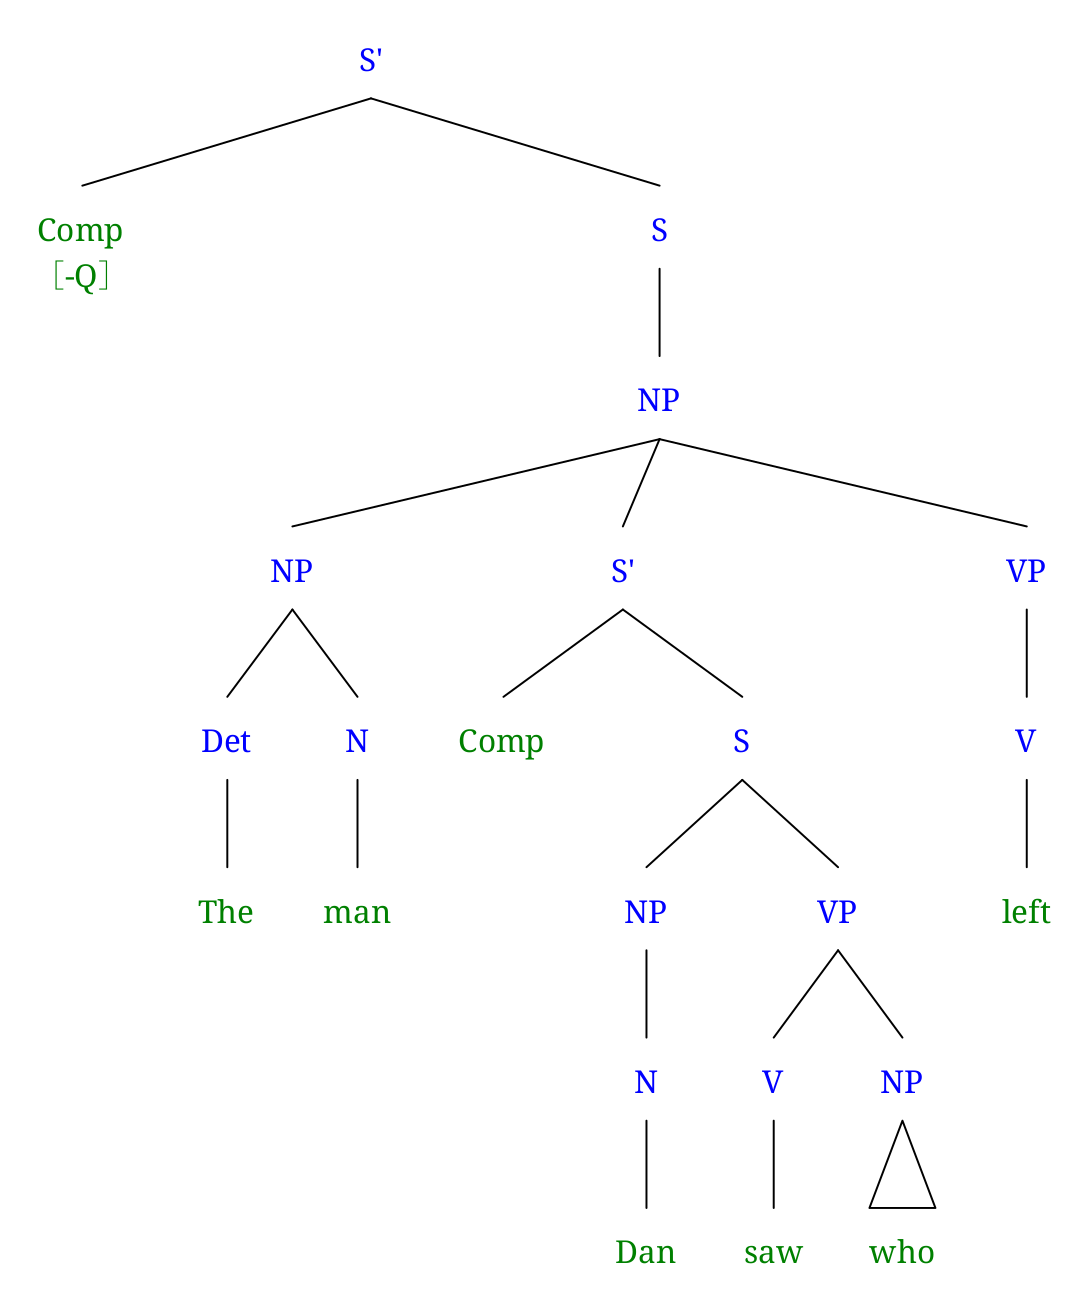 S'
Comp S
[-Q]
NP
NP S' VP
Det N Comp S V
The man NP VP left
N V NP
Dan saw who